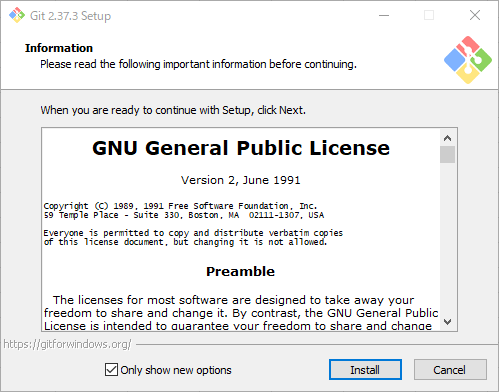 Git 2.37.3 Setup
Information
Please read the following important information before continuing.
When you are ready to continue with Setup, click Next.
GNU General Public License
Version 2, June 1991
Copyright (C) 1989, 1991 Free Software Foundation, Inc.
59 Temple Place - Suite 330, Boston, MA  02111-1307, USA
Everyone is permitted to copy and distribute verbatim copies
of this license document, but changing it is not allowed.
Preamble
The licenses for most software are designed to take away your
freedom to share and change it. By contrast, the GNU General Public
License is intended to guarantee your freedom to share and change
https://gitforwindows.org/
Only show new options
Install
Cancel